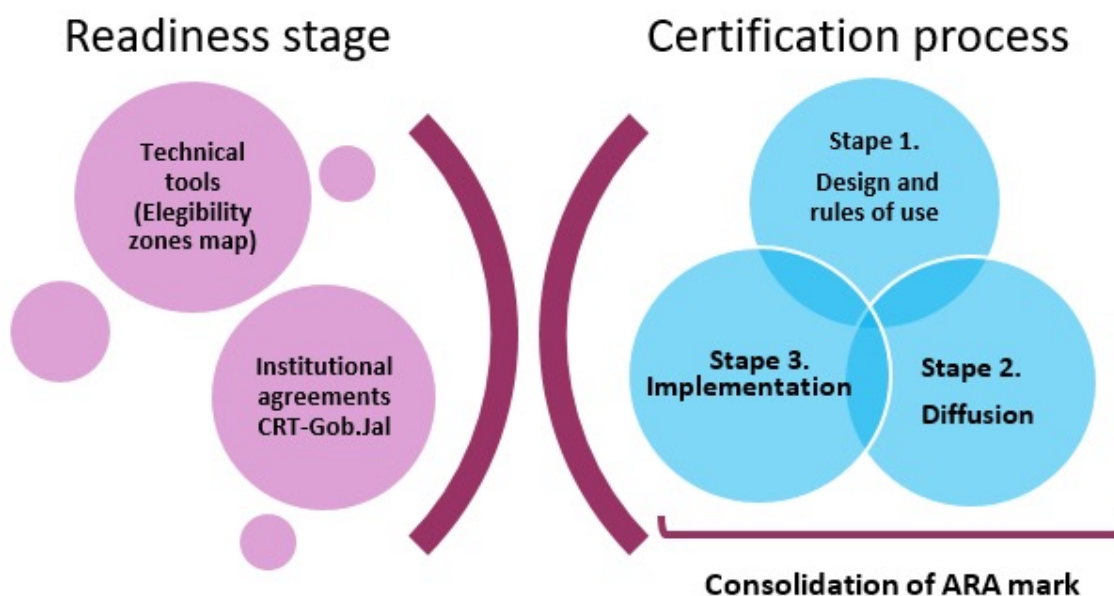 Readiness stage
Technical
tools
(Elegibility
zones map)
Institutional
agreements
CRT-Gob.Jal
Certification process
Stape 1.
Design and
rules of use
Stape 2.
Diffusion
Stape 3.
Implementation
Consolidation of ARA mark